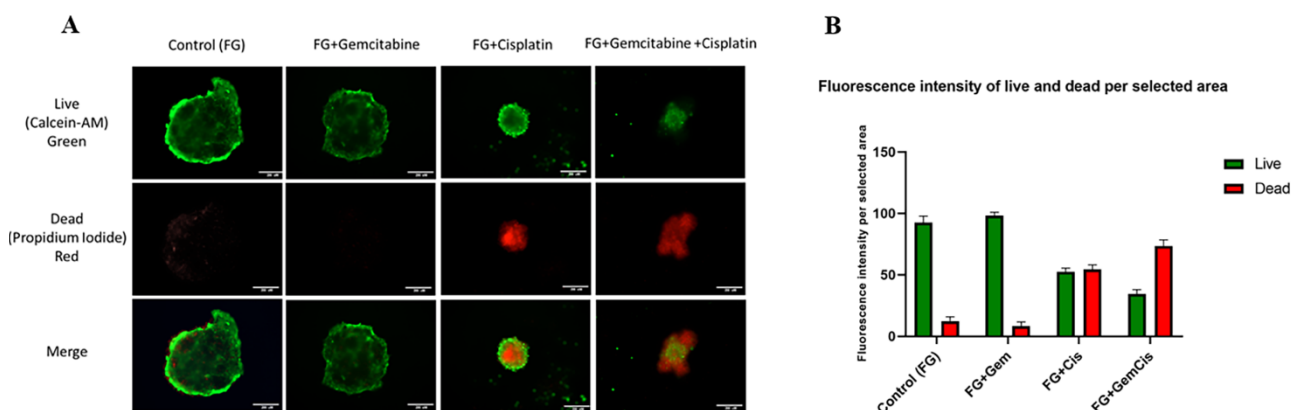 A
Control (FG)
FG+Gemcitabine
FG+Cisplatin
FG+Gemcitabine +Cisplatin
Live
(Calcein-AM)
Green
Dead
(Propidium Iodide)
Red
Merge
B
Fluorescence intensity of live and dead per selected area
Fluorescence intensity per selected area
150
100
50
0
Control (FG)
FG+Gem
FG+Cis
FG+GemCis
Live
Dead